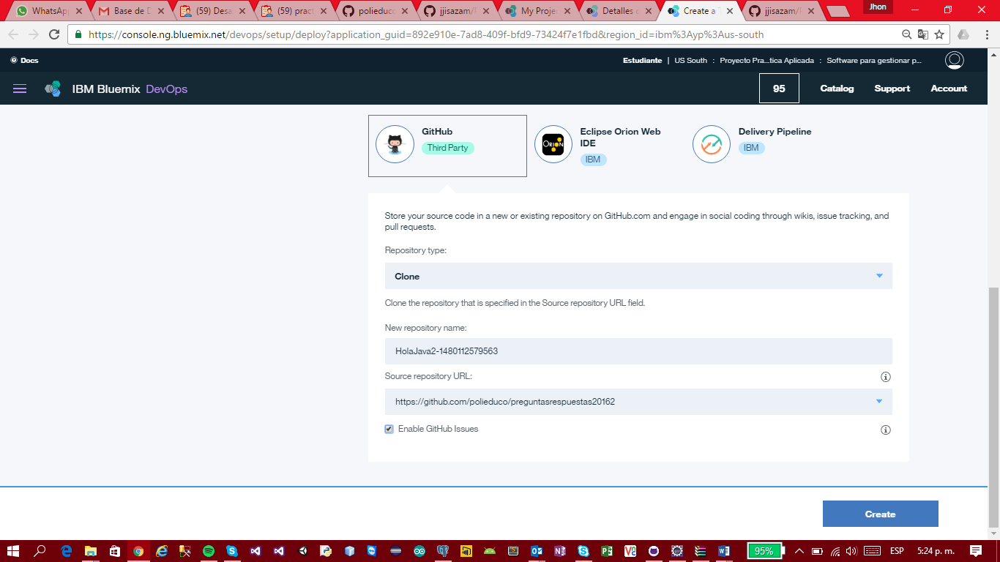 WhatsApp
Base de D
(59) Desa
(59) pract
polieduco
jjisazam/P
My Projec
Detalles d
Create a T
jjisazam/P
Jhon
https://console.ng.bluemix.net/devops/setup/deploy?application_guid=892e910e-7ad8-409f-bfd9-73424f7e1fbd&region_id=ibm%3Ayp%3Aus-south
Docs
Estudiante | US South : Proyecto Pra...tica Aplicada : Software para gestionar p...
IBM Bluemix DevOps
95
Catalog
Support
Account
GitHub
Third Party
ORION
Eclipse Orion Web
IDE
IBM
Delivery Pipeline
IBM
Store your source code in a new or existing repository on GitHub.com and engage in social coding through wikis, issue tracking, and
pull requests.
Repository type:
Clone
Clone the repository that is specified in the Source repository URL field.
New repository name:
HolaJava2-1480112579563
Source repository URL:
https://github.com/polieduco/preguntasrespuestas20162
Enable GitHub Issues
Create
95%
ESP
5:24 p. m.